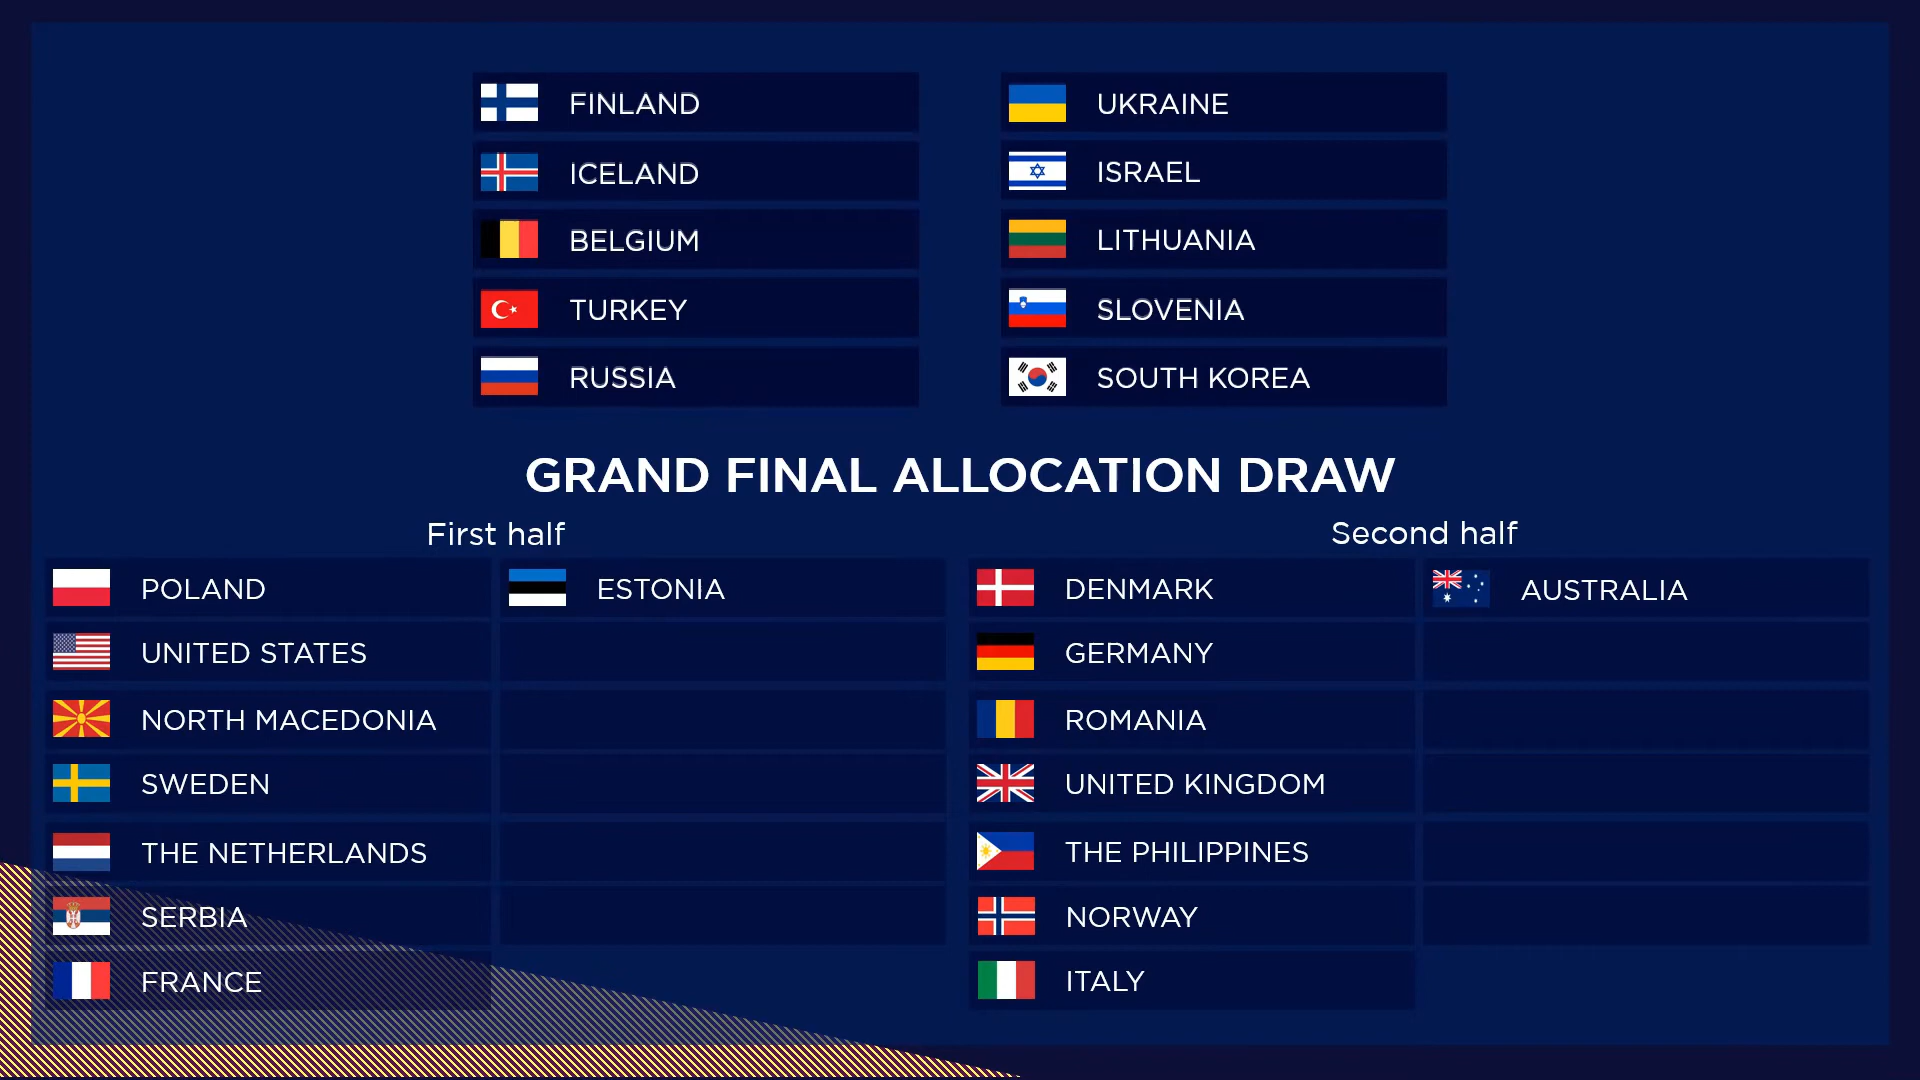 FINLAND
ICELAND
BELGIUM
TURKEY
RUSSIA
UKRAINE
ISRAEL
LITHUANIA
SLOVENIA
SOUTH KOREA
GRAND FINAL ALLOCATION DRAW
First half
POLAND
UNITED STATES
NORTH MACEDONIA
SWEDEN
THE NETHERLANDS
SERBIA
FRANCE
ESTONIA
Second half
DENMARK
GERMANY
ROMANIA
UNITED KINGDOM
THE PHILIPPINES
NORWAY
ITALY
AUSTRALIA